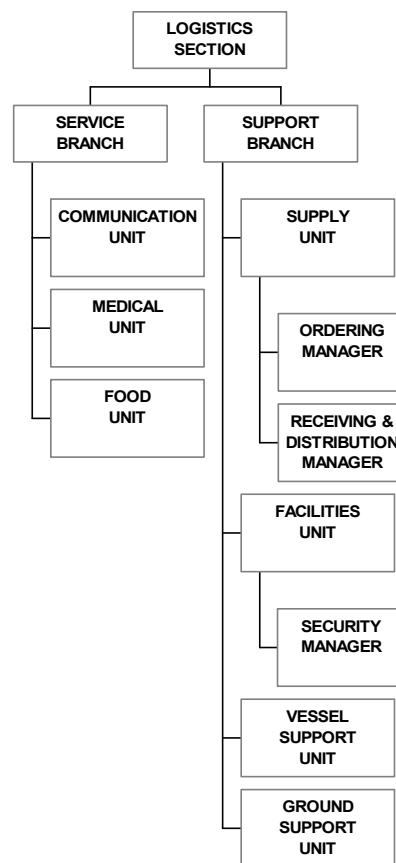 LOGISTICS
SECTION
SERVICE
BRANCH
SUPPORT
BRANCH
COMMUNICATION
UNIT
MEDICAL
UNIT
FOOD
UNIT
SUPPLY
UNIT
ORDERING
MANAGER
RECEIVING &
DISTRIBUTION
MANAGER
FACILITIES
UNIT
SECURITY
MANAGER
VESSEL
SUPPORT
UNIT
GROUND
SUPPORT
UNIT